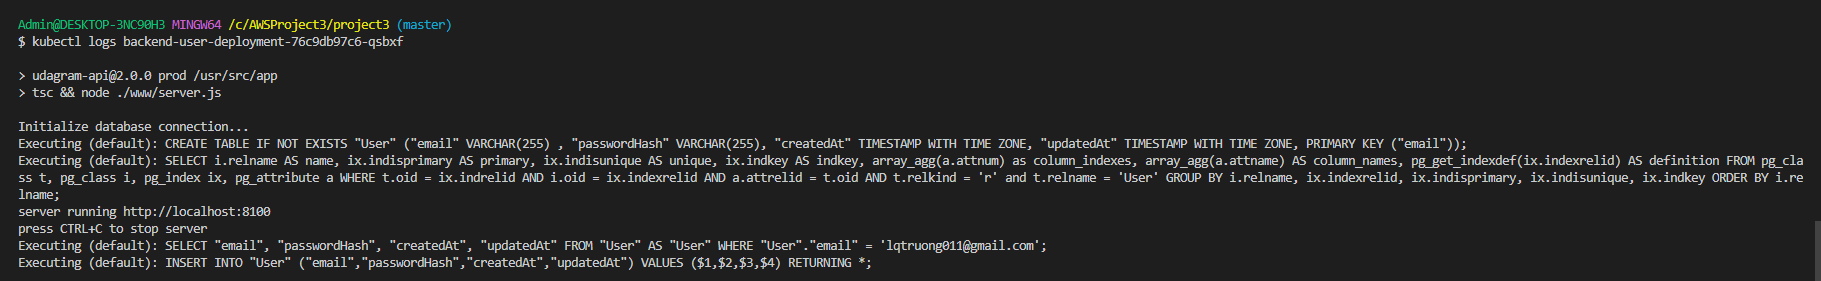 Admin@DESKTOP-3NC90H3 MINGW64 /c/AWSProject3/project3 (master)
$ kubectl logs backend-user-deployment-76c9db97c6-qsbxf
> udagram-api@2.0.0 prod /usr/src/app
> tsc && node ./www/server.js
Initialize database connection...
Executing (default): CREATE TABLE IF NOT EXISTS "User" ("email" VARCHAR(255) , "passwordHash" VARCHAR(255), "createdAt" TIMESTAMP WITH TIME ZONE, "updatedAt" TIMESTAMP WITH TIME ZONE, PRIMARY KEY ("email"));
Executing (default): SELECT i.relname AS name, ix.indisprimary AS primary, ix.indisunique AS unique, ix.indkey AS indkey, array_agg(a.attnum) as column_indexes, array_agg(a.attname) AS column_names, pg_get_indexdef(ix.indexrelid) AS definition FROM pg_cla
ss t, pg_class i, pg_index ix, pg_attribute a WHERE t.oid = ix.indrelid AND i.oid = ix.indexrelid AND a.attrelid = t.oid AND t.relkind = 'r' and t.relname = 'User' GROUP BY i.relname, ix.indexrelid, ix.indisprimary, ix.indisunique, ix.indkey ORDER BY i.re
lname;
server running http://localhost:8100
press CTRL+C to stop server
Executing (default): SELECT "email", "passwordHash", "createdAt", "updatedAt" FROM "User" AS "User" WHERE "User"."email" = 'lqtruong011@gmail.com';
Executing (default): INSERT INTO "User" ("email","passwordHash","createdAt","updatedAt") VALUES ($1,$2,$3,$4) RETURNING *;